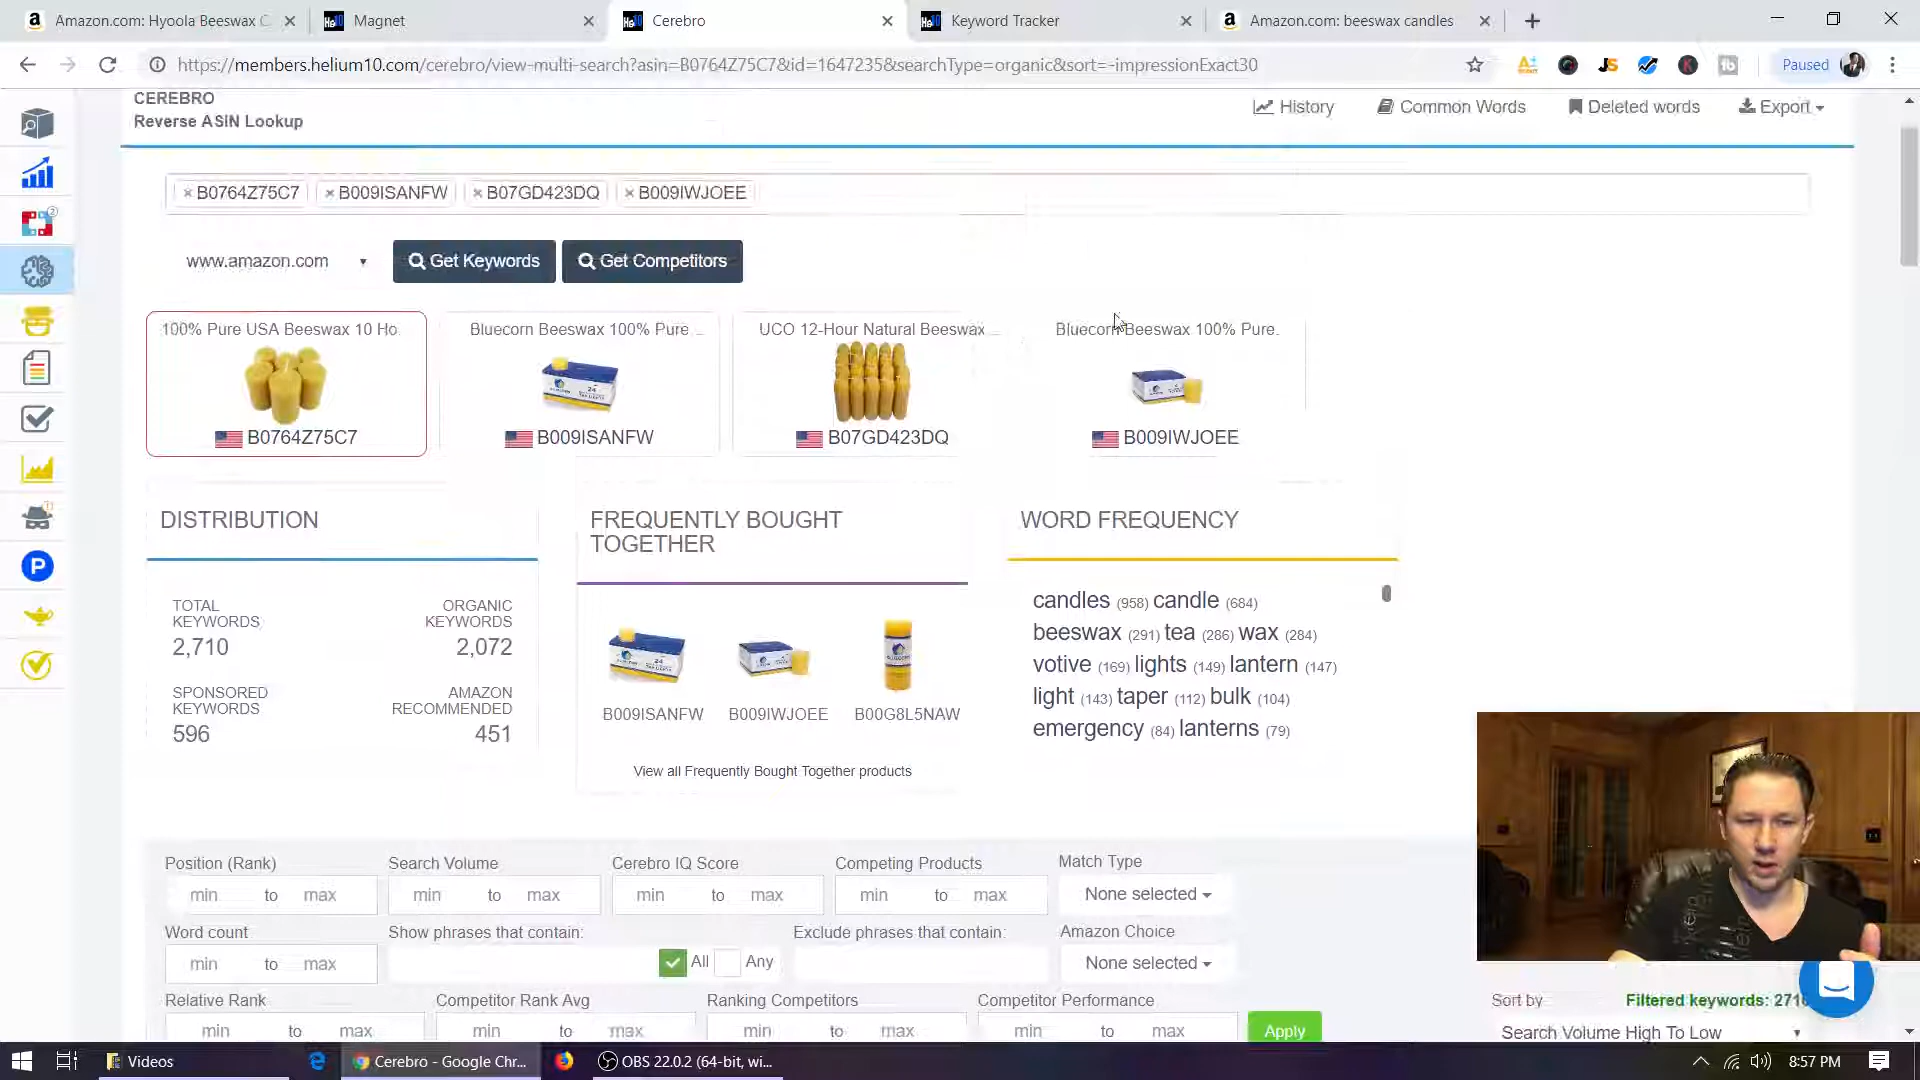 Amazon.com: Hyoola Beeswax C
Magnet
Cerebro
Keyword Tracker
Amazon.com: beeswax candles
https://members.helium10.com/cerebro/view-multi-search?asin=B0764Z75C7&id=1647235&searchType=organic&sort=-impressionExact30
Paused
CEREBRO
Reverse ASIN Lookup
History
Common Words
Deleted words
Export
× B0764Z75C7 × B009ISANFW × B07GD423DQ × B009IWJOEE
www.amazon.com
Get Keywords
Get Competitors
100% Pure USA Beeswax 10 Ho.
Bluecorn Beeswax 100% Pure ...
UCO 12-Hour Natural Beeswax ...
Bluecorn Beeswax 100% Pure.
B0764Z75C7
B009ISANFW
B07GD423DQ
B009IWJOEE
DISTRIBUTION
TOTAL KEYWORDS
2,710
ORGANIC KEYWORDS
2,072
SPONSORED KEYWORDS
596
AMAZON RECOMMENDED
451
FREQUENTLY BOUGHT
TOGETHER
B009ISANFW
B009IWJOEE
B00G8L5NAW
View all Frequently Bought Together products
WORD FREQUENCY
candles (958) candle (684)
beeswax (291) tea (286) wax (284)
votive (169) lights (149) lantern (147)
light (143) taper (112) bulk (104)
emergency (84) lanterns (79)
Position (Rank)
Search Volume
Cerebro IQ Score
Competing Products
Match Type
min to max
min to max
min to max
min to max
None selected
Word count
Show phrases that contain:
Exclude phrases that contain:
Amazon Choice
min to max
All
Any
None selected
Relative Rank
Competitor Rank Avg
Ranking Competitors
Competitor Performance
min to max
min to max
min to max
min to max
Apply
Sort by
Filtered keywords: 271
Search Volume High To Low
Videos
Cerebro - Google Chr...
OBS 22.0.2 (64-bit, wi...
8:57 PM